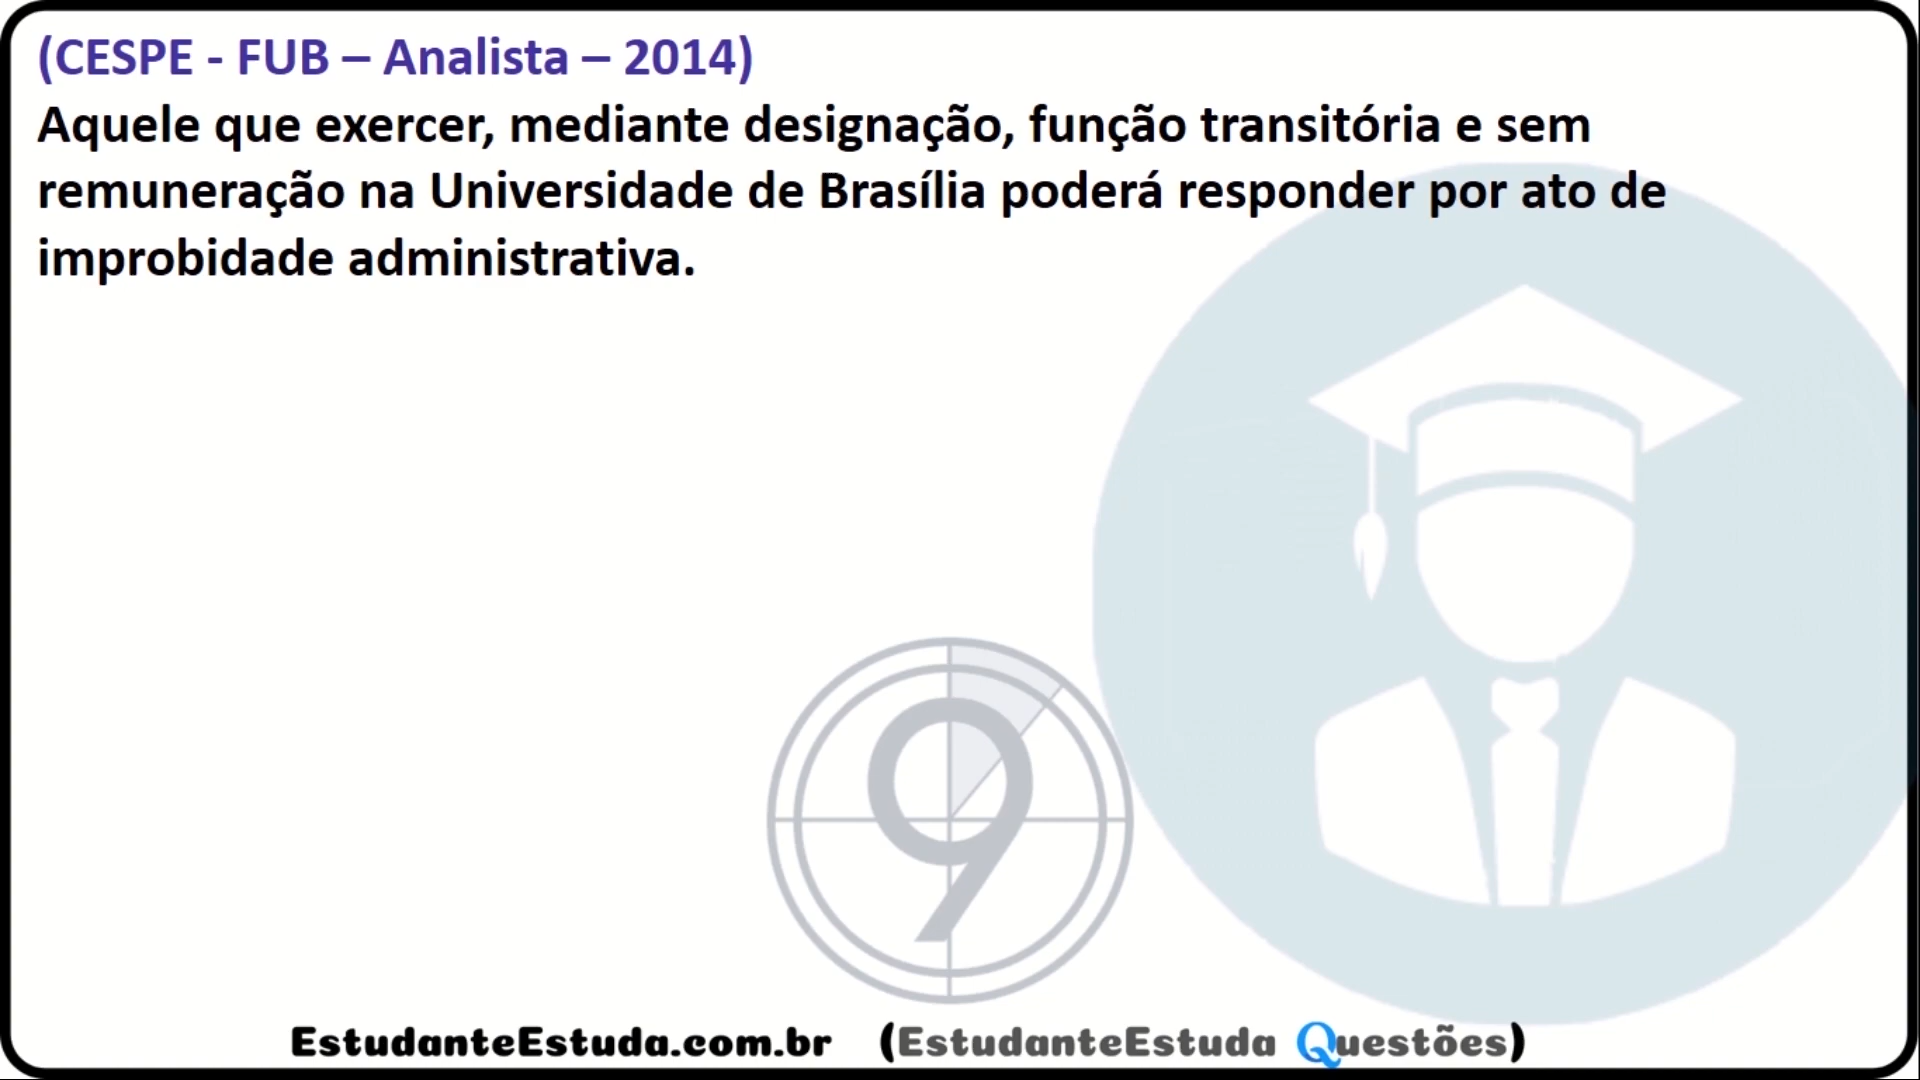 (CESPE - FUB – Analista – 2014)
Aquele que exercer, mediante designação, função transitória e sem
remuneração na Universidade de Brasília poderá responder por ato de
improbidade administrativa.
9
EstudanteEstuda.com.br (EstudanteEstuda Questões)